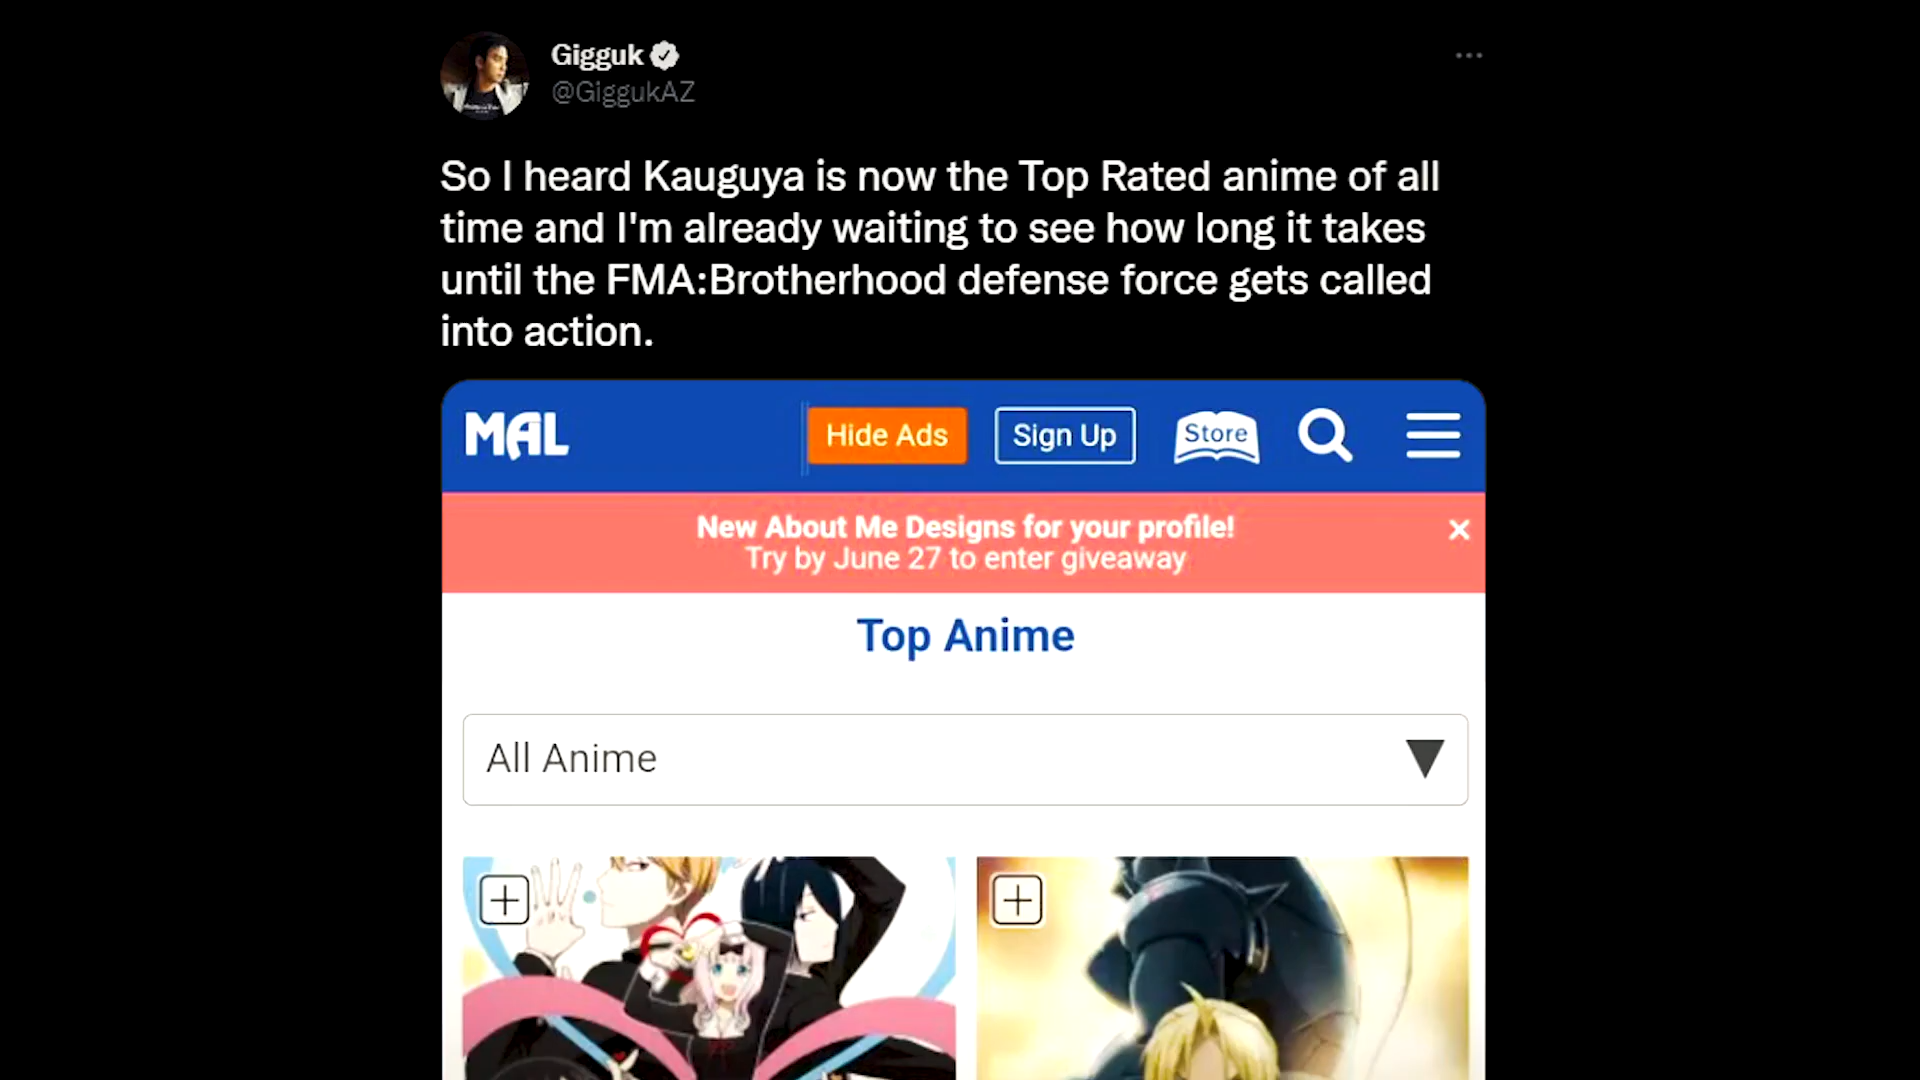 Gigguk
@GiggukAZ
So I heard Kauguya is now the Top Rated anime of all
time and I'm already waiting to see how long it takes
until the FMA:Brotherhood defense force gets called
into action.
MAL
Hide Ads
Sign Up
Store
New About Me Designs for your profile!
Try by June 27 to enter giveaway
Top Anime
All Anime